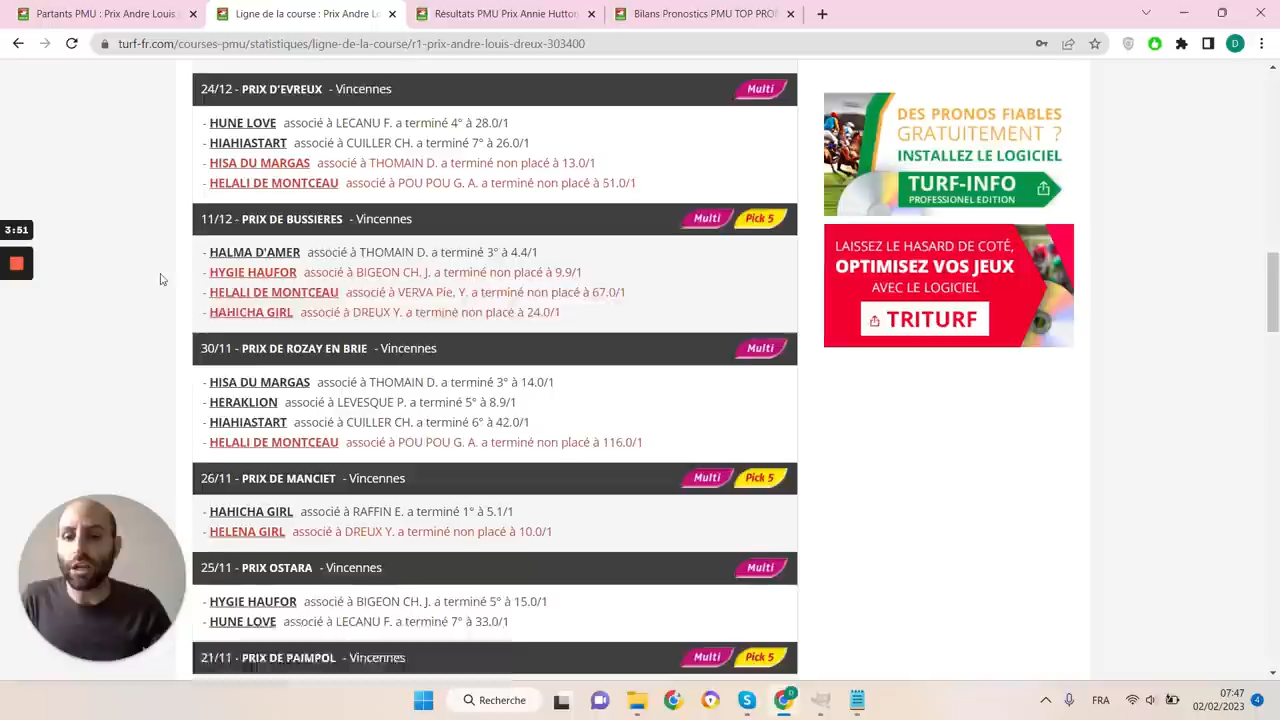 Partants PMU : Prix André Louis
Ligne de la course : Prix André Lo
Résultats PMU Prix Anne Hutton
Bilans Pronostics PMU TOP PRO
turf-fr.com/courses-pmu/statistiques/ligne-de-la-course/r1-prix-andre-louis-dreux-303400
D
24/12 - PRIX D'EVREUX - Vincennes Multi
- HUNE LOVE associé à LECANU F. a terminé 4° à 28.0/1
- HIAHIASTART associé à CUILLER CH. a terminé 7° à 26.0/1
- HISA DU MARGAS associé à THOMAIN D. a terminé non placé à 13.0/1
- HELALI DE MONTCEAU associé à POU POU G. A. a terminé non placé à 51.0/1
11/12 - PRIX DE BUSSIERES - Vincennes Multi Pick 5
- HALMA D'AMER associé à THOMAIN D. a terminé 3° à 4.4/1
- HYGIE HAUFOR associé à BIGEON CH. J. a terminé non placé à 9.9/1
- HELALI DE MONTCEAU associé à VERVA Pie, Y. a terminé non placé à 67.0/1
- HAHICHA GIRL associé à DREUX Y. a terminé non placé à 24.0/1
30/11 - PRIX DE ROZAY EN BRIE - Vincennes Multi
- HISA DU MARGAS associé à THOMAIN D. a terminé 3° à 14.0/1
- HERAKLION associé à LEVESQUE P. a terminé 5° à 8.9/1
- HIAHIASTART associé à CUILLER CH. a terminé 6° à 42.0/1
- HELALI DE MONTCEAU associé à POU POU G. A. a terminé non placé à 116.0/1
26/11 - PRIX DE MANCIET - Vincennes Multi Pick 5
- HAHICHA GIRL associé à RAFFIN E. a terminé 1° à 5.1/1
- HELENA GIRL associé à DREUX Y. a terminé non placé à 10.0/1
25/11 - PRIX OSTARA - Vincennes Multi
- HYGIE HAUFOR associé à BIGEON CH. J. a terminé 5° à 15.0/1
- HUNE LOVE associé à LECANU F. a terminé 7° à 33.0/1
21/11 - PRIX DE PAIMPOL - Vincennes Multi Pick 5
DES PRONOS FIABLES
GRATUITEMENT ?
INSTALLEZ LE LOGICIEL
TURF-INFO
PROFESSIONEL EDITION
LAISSEZ LE HASARD DE COTÉ,
OPTIMISEZ VOS JEUX
AVEC LE LOGICIEL
TRITURF
3:51
Recherche
FRA
07:47
02/02/2023
4